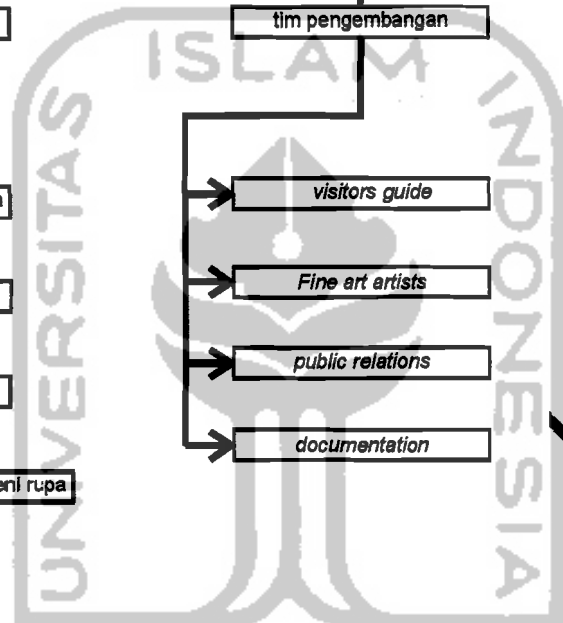 tim pengembangan
ISLAM
UNIVERSITAS
INDONESIA
visitors guide
Fine art artists
public relations
documentation
eni rupa